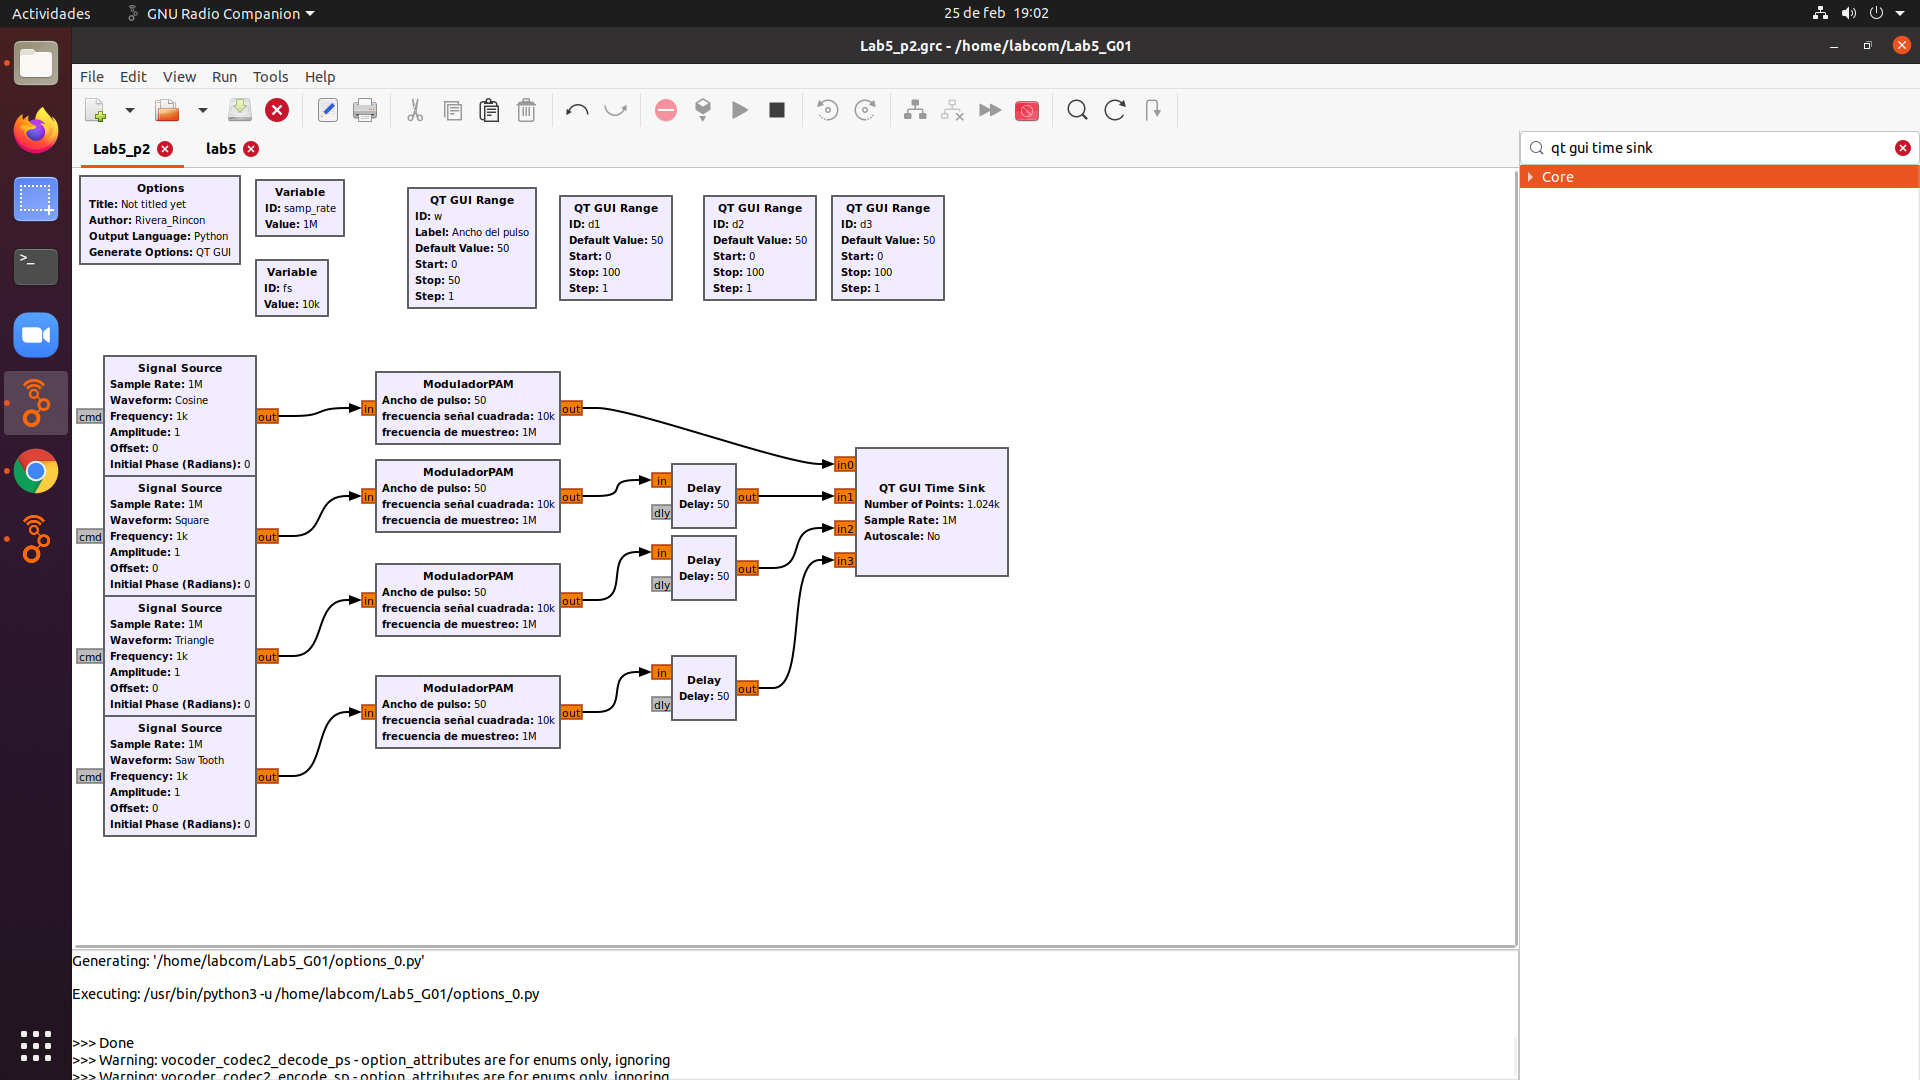 Actividades
GNU Radio Companion
25 de feb 19:02
Lab5_p2.grc - /home/labcom/Lab5_G01
File Edit View Run Tools Help
Lab5_p2
lab5
qt gui time sink
Core
Options
Title: Not titled yet
Author: Rivera_Rincon
Output Language: Python
Generate Options: QT GUI
Variable
ID: samp_rate
Value: 1M
Variable
ID: fs
Value: 10k
QT GUI Range
ID: w
Label: Ancho del pulso
Default Value: 50
Start: 0
Stop: 50
Step: 1
QT GUI Range
ID: d1
Default Value: 50
Start: 0
Stop: 100
Step: 1
QT GUI Range
ID: d2
Default Value: 50
Start: 0
Stop: 100
Step: 1
QT GUI Range
ID: d3
Default Value: 50
Start: 0
Stop: 100
Step: 1
cmd
Signal Source
Sample Rate: 1M
Waveform: Cosine
Frequency: 1k
Amplitude: 1
Offset: 0
Initial Phase (Radians): 0
out
cmd
Signal Source
Sample Rate: 1M
Waveform: Square
Frequency: 1k
Amplitude: 1
Offset: 0
Initial Phase (Radians): 0
out
cmd
Signal Source
Sample Rate: 1M
Waveform: Triangle
Frequency: 1k
Amplitude: 1
Offset: 0
Initial Phase (Radians): 0
out
cmd
Signal Source
Sample Rate: 1M
Waveform: Saw Tooth
Frequency: 1k
Amplitude: 1
Offset: 0
Initial Phase (Radians): 0
out
in
ModuladorPAM
Ancho de pulso: 50
frecuencia señal cuadrada: 10k
frecuencia de muestreo: 1M
out
in
ModuladorPAM
Ancho de pulso: 50
frecuencia señal cuadrada: 10k
frecuencia de muestreo: 1M
out
in
ModuladorPAM
Ancho de pulso: 50
frecuencia señal cuadrada: 10k
frecuencia de muestreo: 1M
out
in
ModuladorPAM
Ancho de pulso: 50
frecuencia señal cuadrada: 10k
frecuencia de muestreo: 1M
out
in
dly
Delay
Delay: 50
out
in
dly
Delay
Delay: 50
out
in
dly
Delay
Delay: 50
out
in0
in1
in2
in3
QT GUI Time Sink
Number of Points: 1.024k
Sample Rate: 1M
Autoscale: No
Generating: '/home/labcom/Lab5_G01/options_0.py'
Executing: /usr/bin/python3 -u /home/labcom/Lab5_G01/options_0.py
>>> Done
>>> Warning: vocoder_codec2_decode_ps - option_attributes are for enums only, ignoring
>>> Warning: vocoder_codec2_encode_sp - option_attributes are for enums only, ignoring